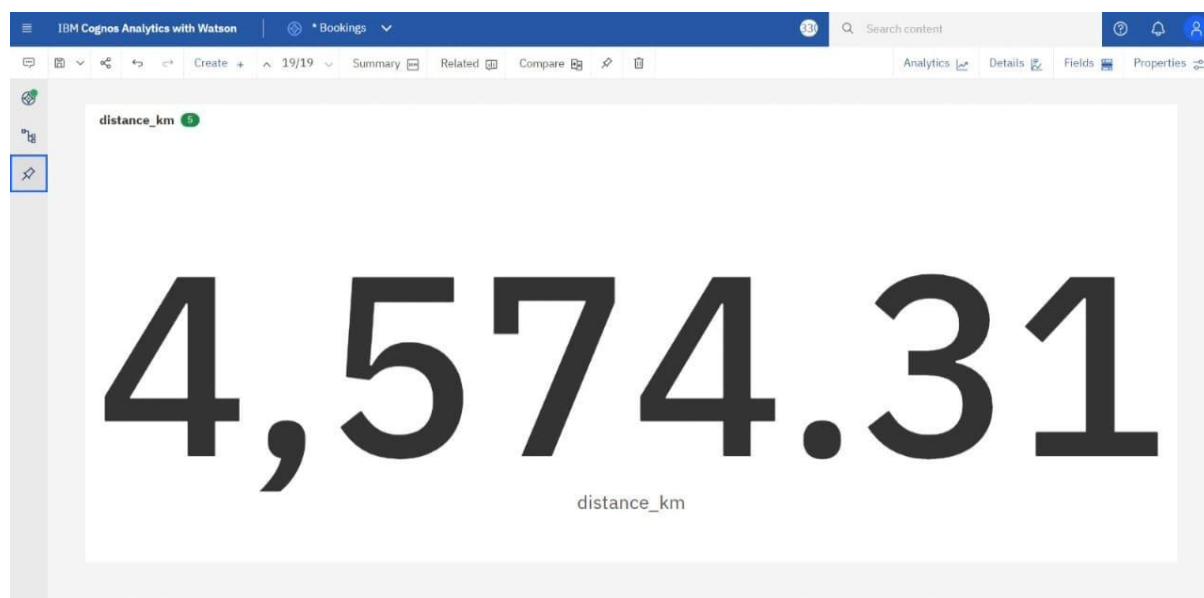 IBM Cognos Analytics with Watson
* Bookings
Search content
Create +
19/19
Summary
Related
Compare
Analytics
Details
Fields
Properties
distance_km 5
4,574.31
distance_km